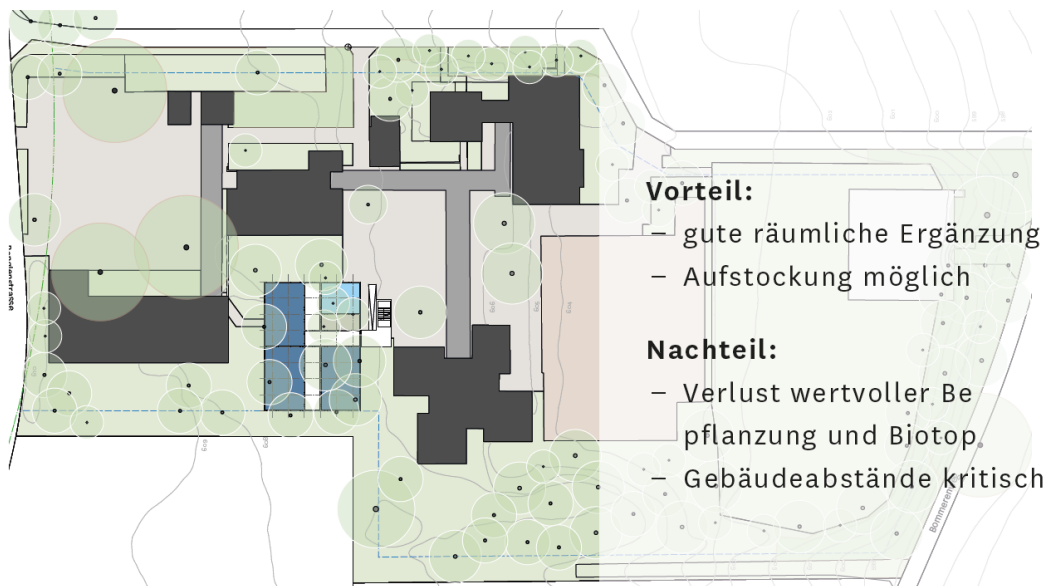 Vorteil:
– gute räumliche Ergänzung
– Aufstockung möglich
Nachteil:
– Verlust wertvoller Be
pflanzung und Biotop
– Gebäudeabstände kritisch